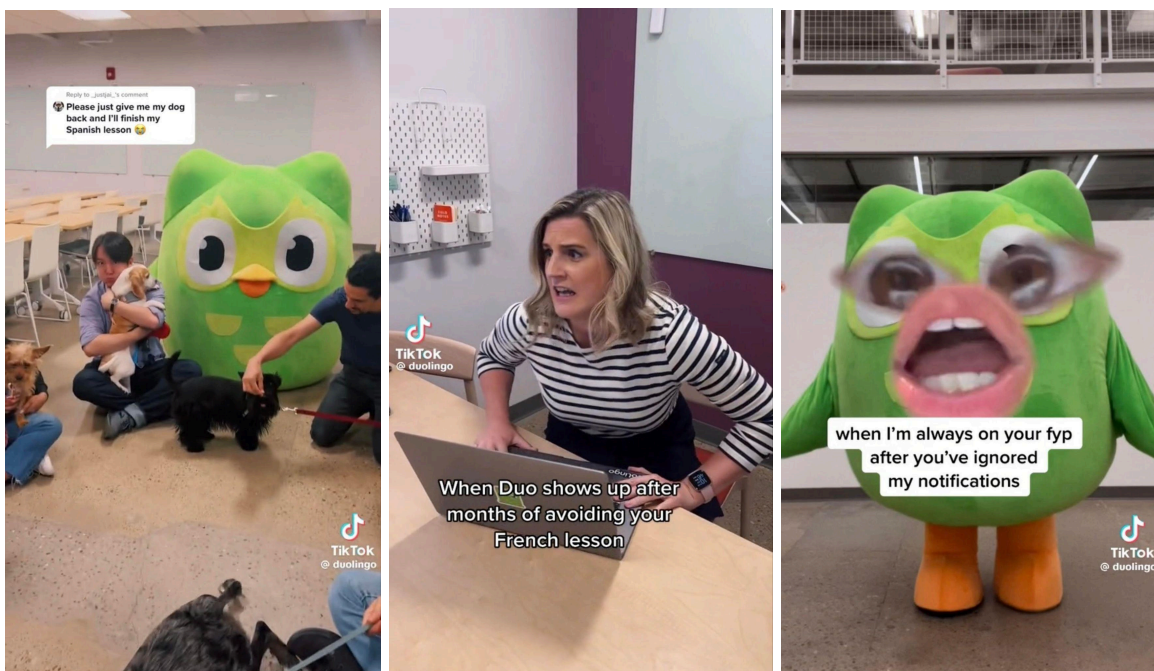 Reply to _justjai_'s comment
Please just give me my dog
back and I'll finish my
Spanish lesson 😭
TikTok
@ duolingo
TikTok
@ duolingo
When Duo shows up after
months of avoiding your
French lesson
when I'm always on your fyp
after you've ignored
my notifications
TikTok
@ duolingo